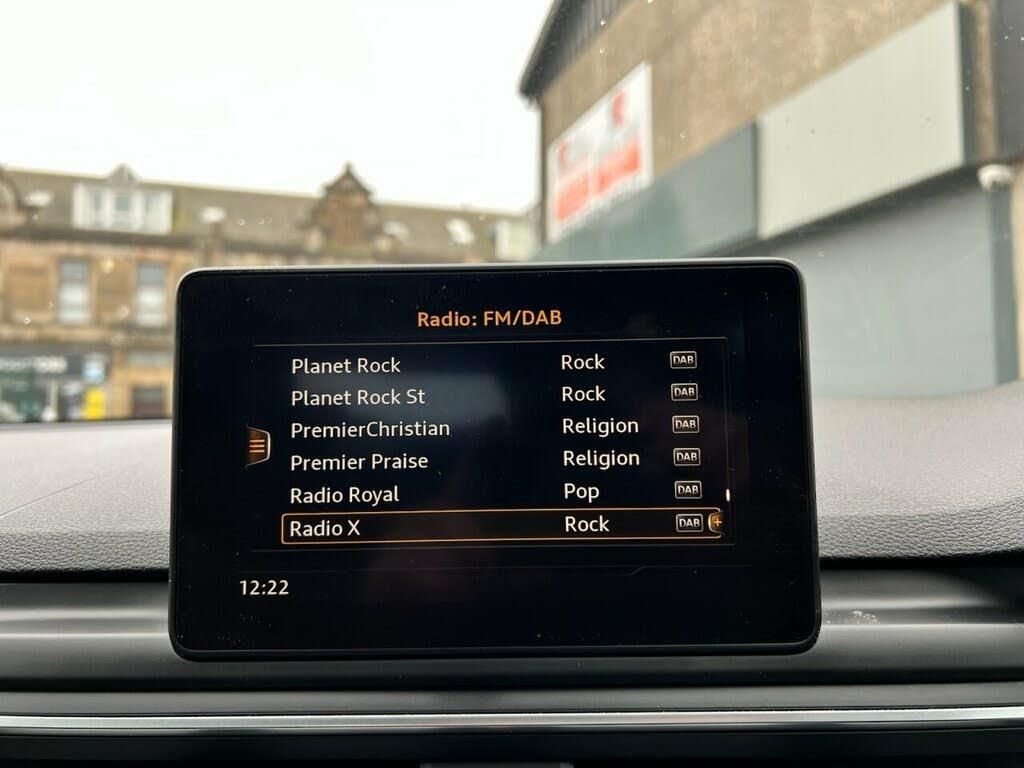 Radio: FM/DAB
Planet Rock Rock DAB
Planet Rock St Rock DAB
PremierChristian Religion DAB
Premier Praise Religion DAB
Radio Royal Pop DAB
Radio X Rock DAB +
12:22